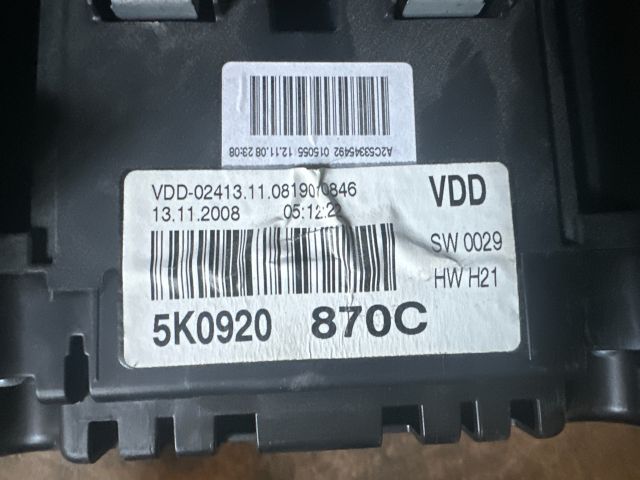 A2C53345492 015055 12.11.08 23:08
VDD-02413.11.0819010846
13.11.2008 05:12:22
VDD
SW 0029
HW H21
5K0920 870C